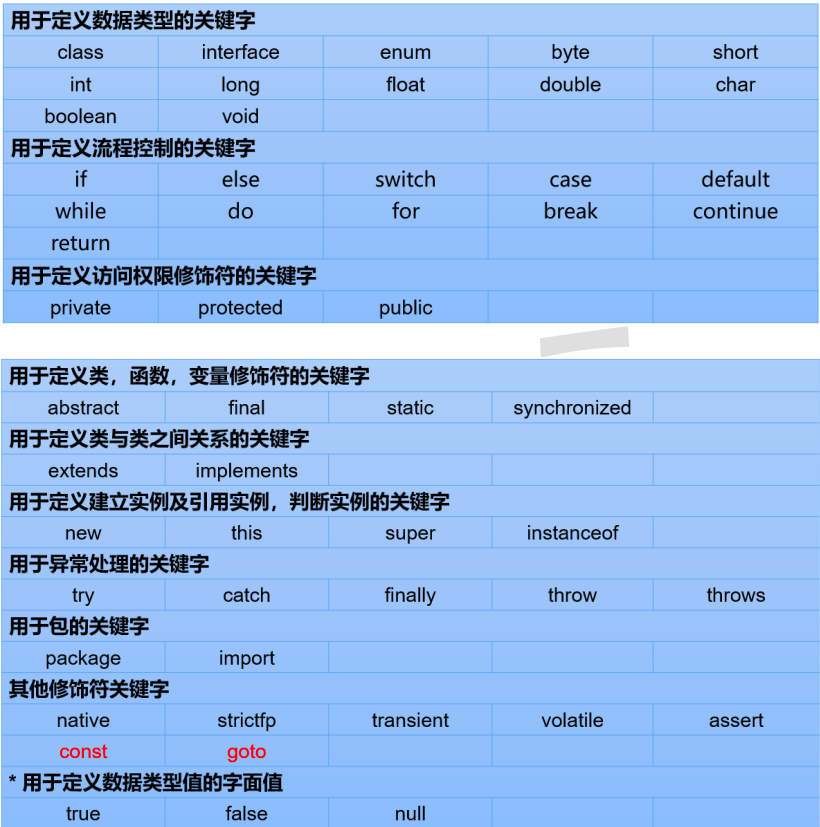 用于定义数据类型的关键字
class interface enum byte short
int long float double char
boolean void
用于定义流程控制的关键字
if else switch case default
while do for break continue
return
用于定义访问权限修饰符的关键字
private protected public
用于定义类，函数，变量修饰符的关键字
abstract final static synchronized
用于定义类与类之间关系的关键字
extends implements
用于定义建立实例及引用实例，判断实例的关键字
new this super instanceof
用于异常处理的关键字
try catch finally throw throws
用于包的关键字
package import
其他修饰符关键字
native strictfp transient volatile assert
const goto
* 用于定义数据类型值的字面值
true false null